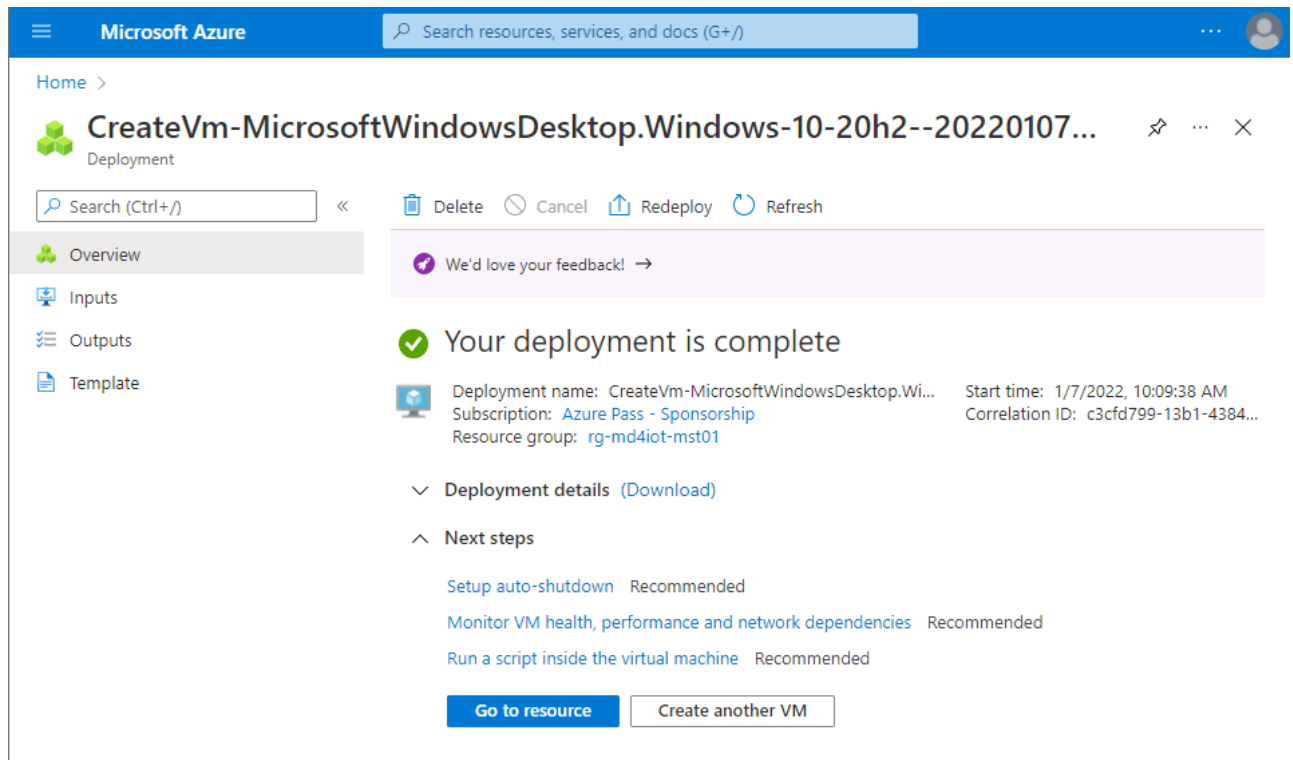 Microsoft Azure
Search resources, services, and docs (G+/)
...
Home >
CreateVm-MicrosoftWindowsDesktop.Windows-10-20h2--20220107...
...
Deployment
Search (Ctrl+/)
«
Delete
Cancel
Redeploy
Refresh
Overview
We'd love your feedback! →
Inputs
Outputs
Template
Your deployment is complete
Deployment name: CreateVm-MicrosoftWindowsDesktop.Wi... Start time: 1/7/2022, 10:09:38 AM
Subscription: Azure Pass - Sponsorship Correlation ID: c3cfd799-13b1-4384...
Resource group: rg-md4iot-mst01
Deployment details (Download)
Next steps
Setup auto-shutdown Recommended
Monitor VM health, performance and network dependencies Recommended
Run a script inside the virtual machine Recommended
Go to resource Create another VM